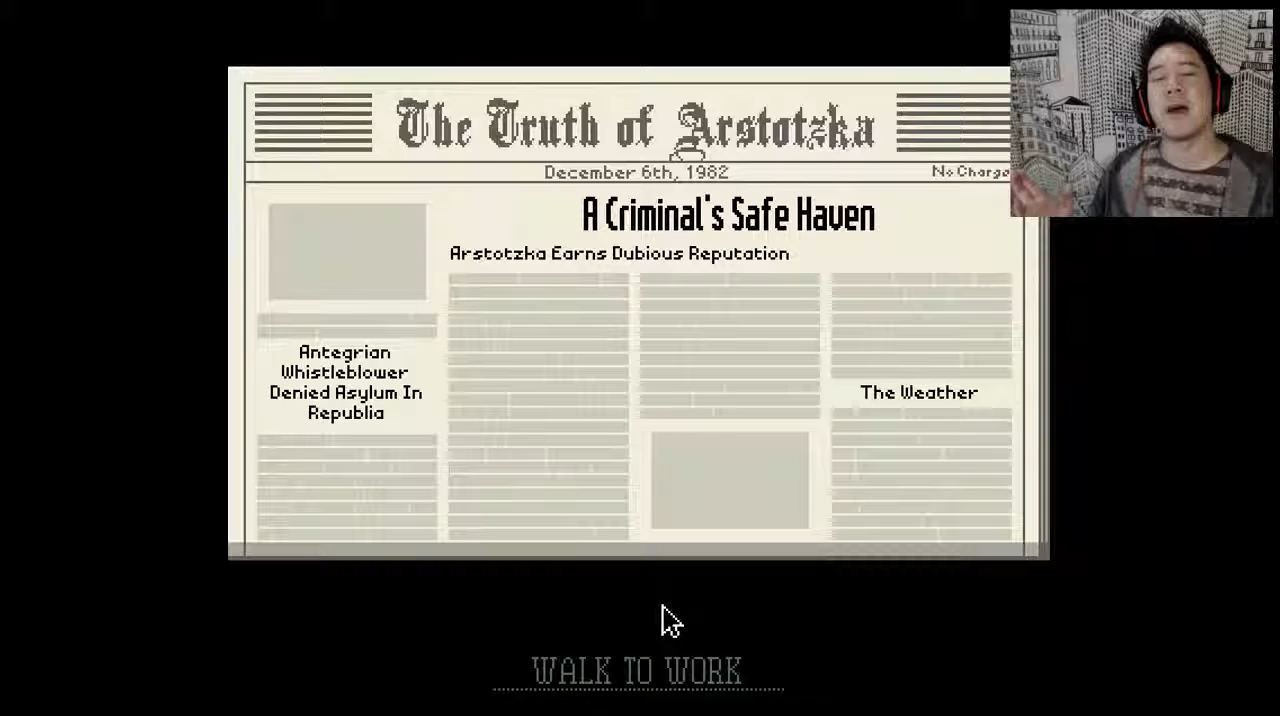 The Truth of Arstotzka
December 6th, 1982
No Charge
A Criminal's Safe Haven
Arstotzka Earns Dubious Reputation
Antegrian
Whistleblower
Denied Asylum In
Republia
The Weather
WALK TO WORK